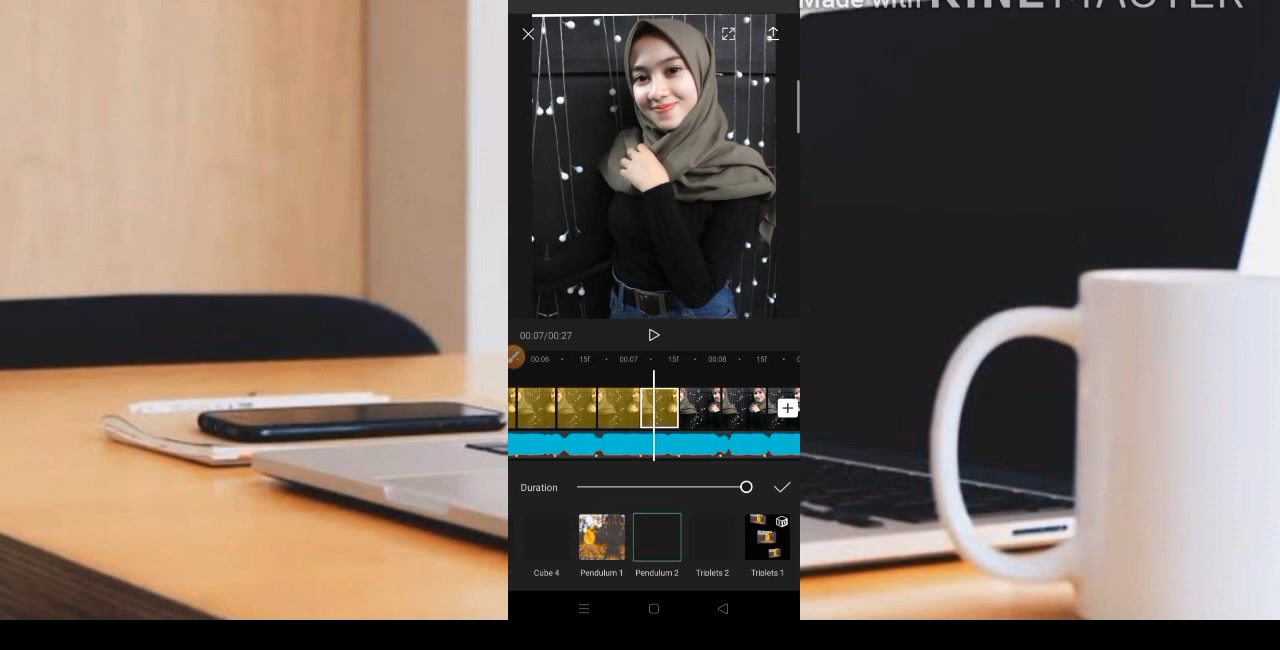 Made with KINEMASTER
00:07/00:27
00:06 15f 00:07 15f 00:08 15f
Duration
Cube 4 Pendulum 1 Pendulum 2 Triplets 2 Triplets 1